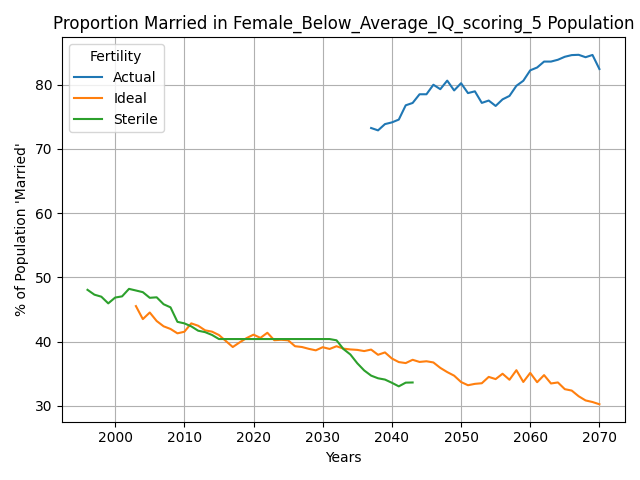 Proportion Married in Female_Below_Average_IQ_scoring_5 Population
Fertility
Actual
Ideal
Sterile
% of Population 'Married'
80
70
60
50
40
30
2000
2010
2020
2030
2040
2050
2060
2070
Years